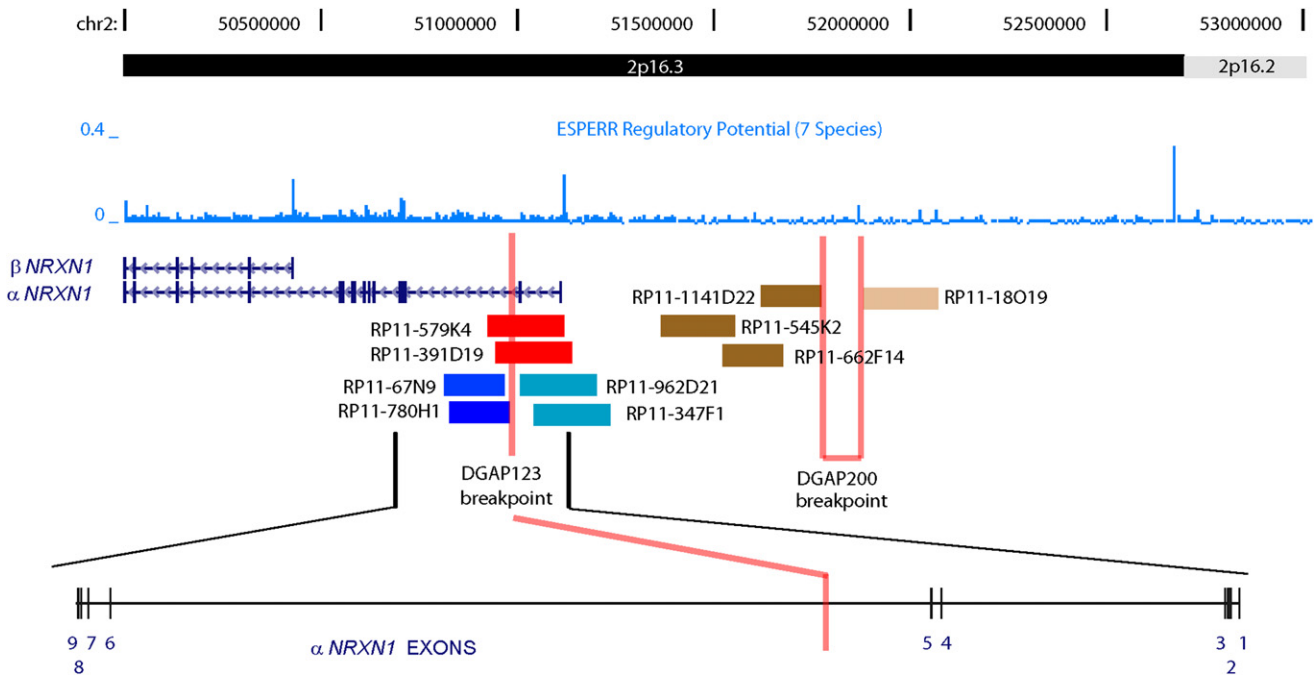 chr2: 50500000 51000000 51500000 52000000 52500000 53000000
2p16.3 2p16.2
0.4 _ ESPERR Regulatory Potential (7 Species)
0 _
β NRXN1
α NRXN1
RP11-1141D22 RP11-18O19
RP11-579K4 RP11-545K2
RP11-391D19 RP11-662F14
RP11-67N9 RP11-962D21
RP11-780H1 RP11-347F1
DGAP123
breakpoint
DGAP200
breakpoint
9 7 6 5 4 3 1
8 2
α NRXN1 EXONS